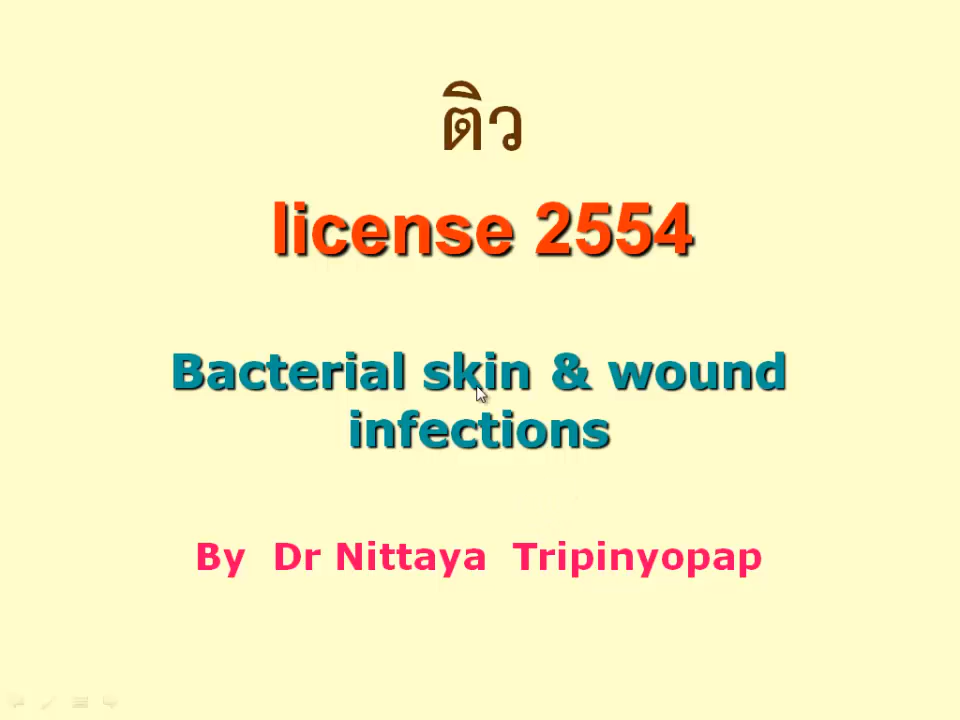 ติว
license 2554
Bacterial skin & wound
infections
By Dr Nittaya Tripinyopap